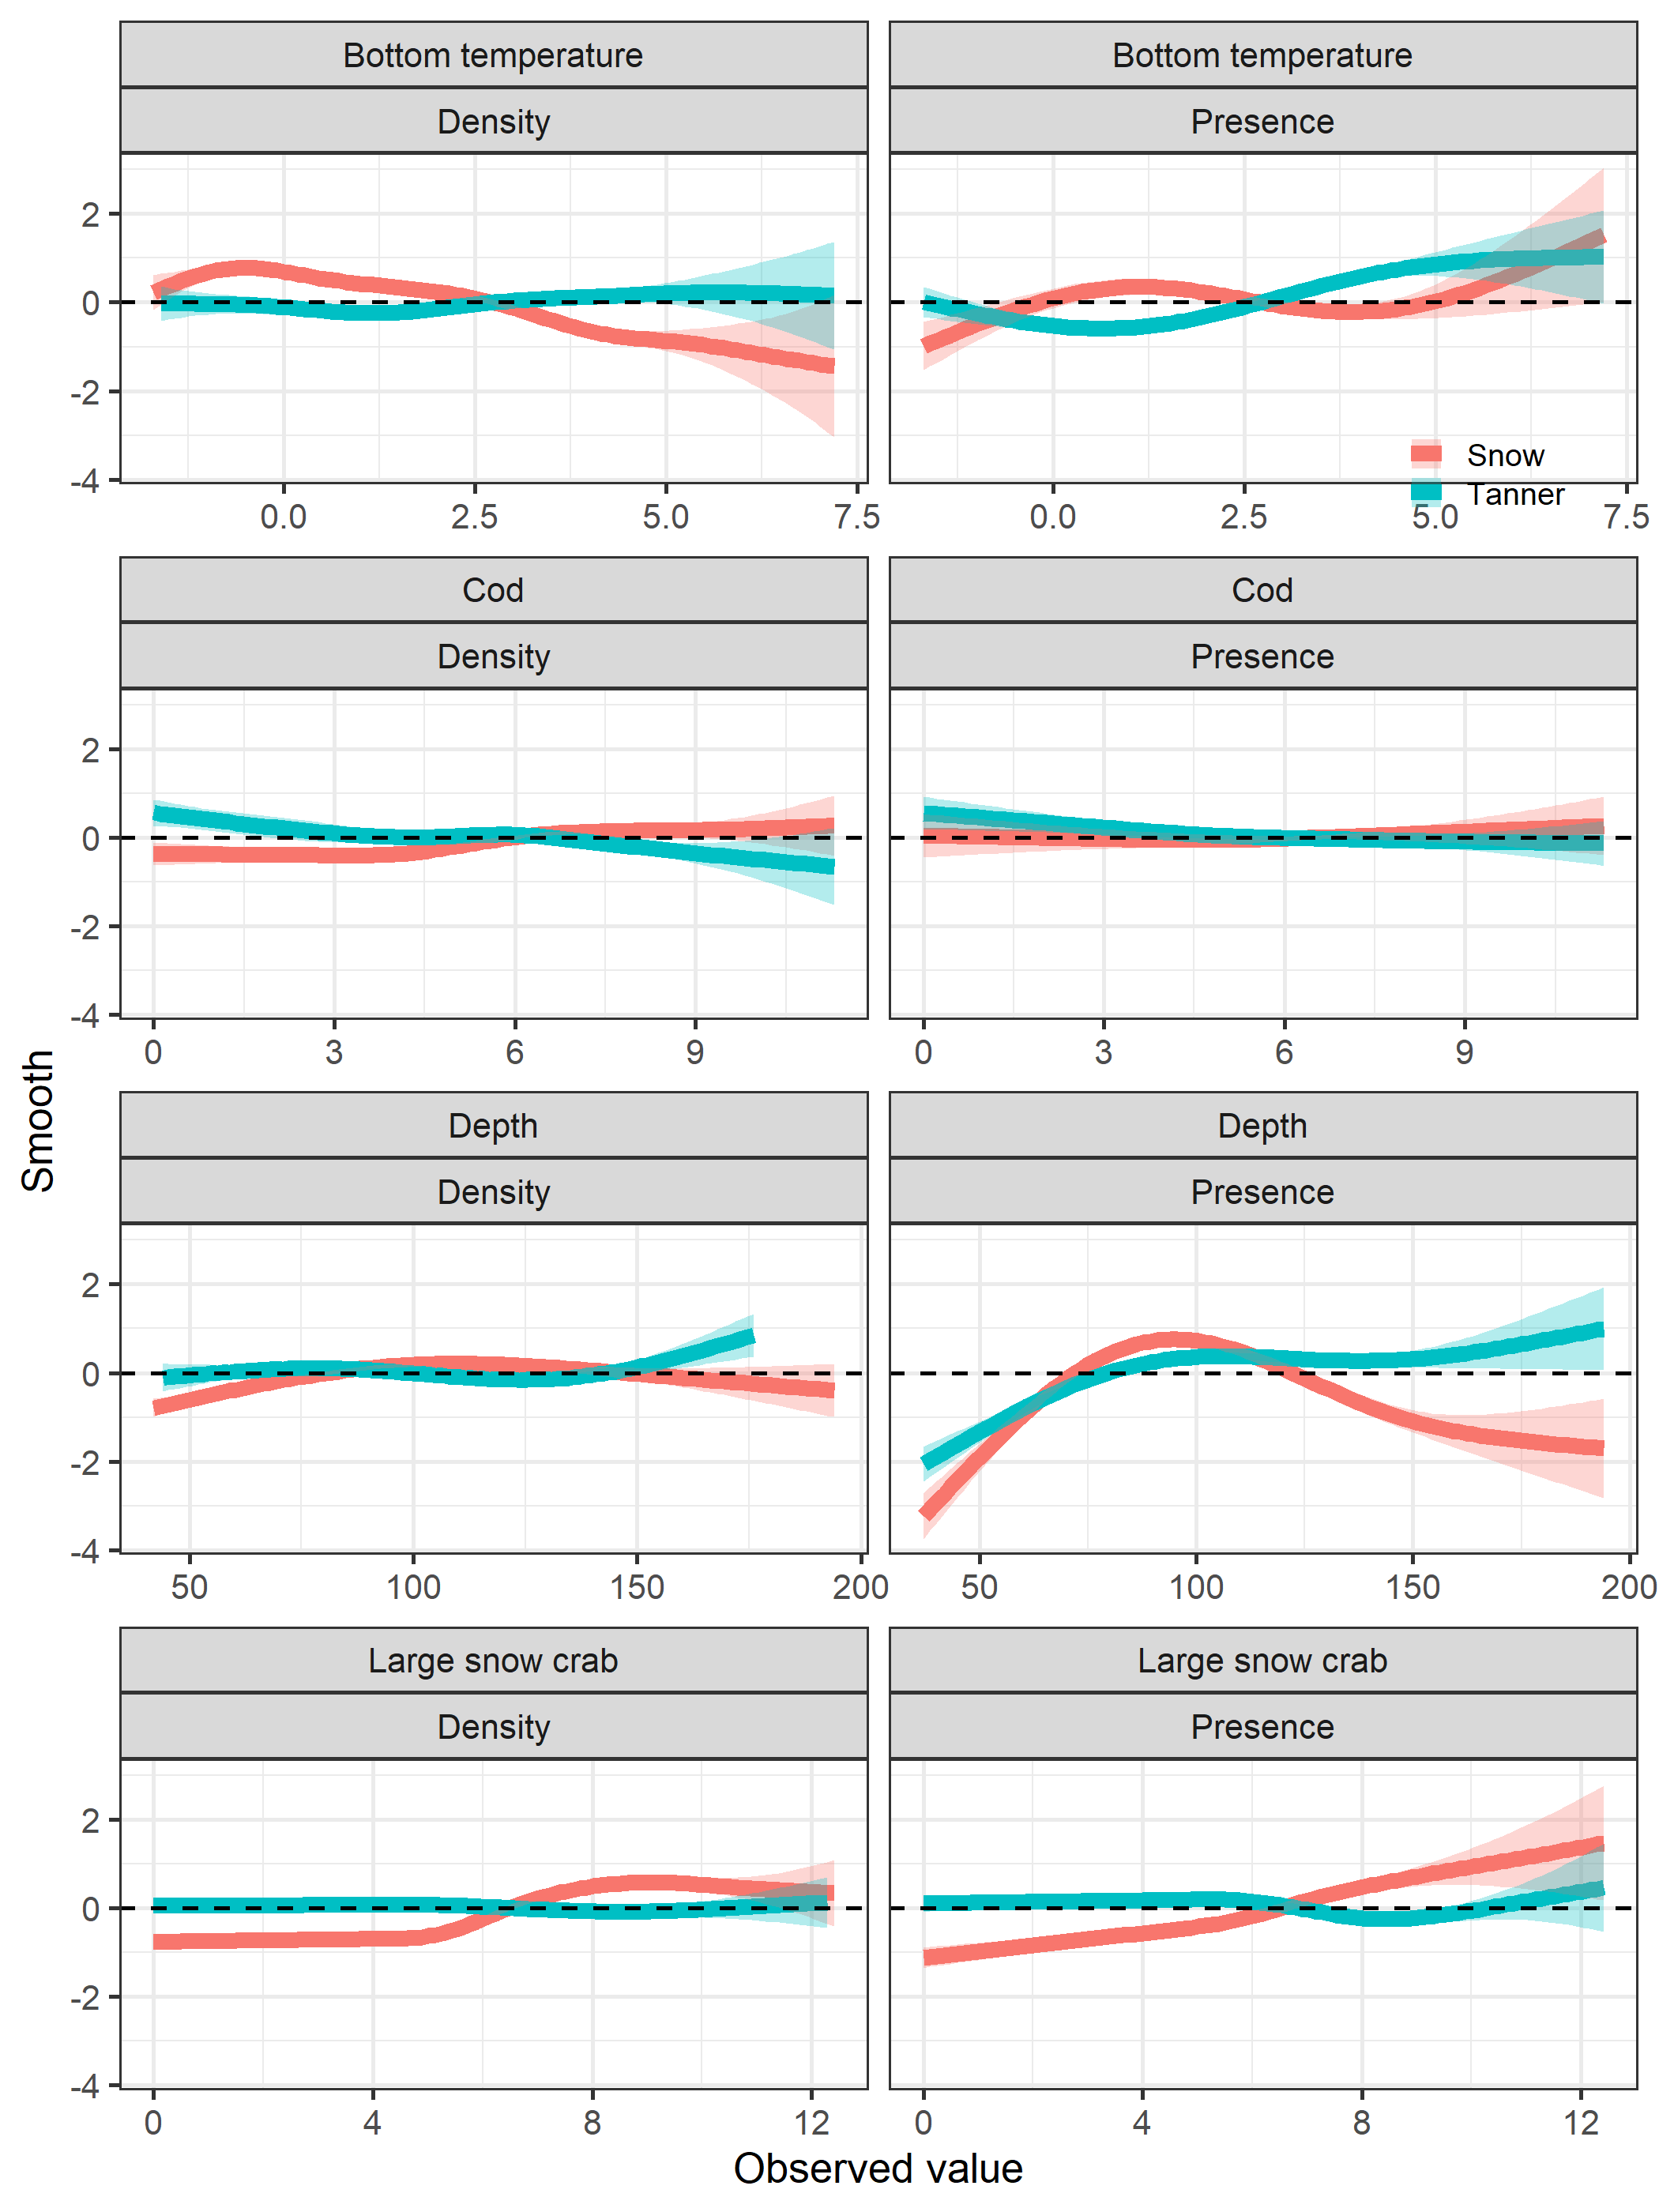 Bottom temperature Bottom temperature
Density Presence
2
0
-2
-4
Snow
Tanner
0.0 2.5 5.0 7.5 0.0 2.5 5.0 7.5
Cod Cod
Density Presence
2
0
-2
-4
0 3 6 9 0 3 6 9
Smooth
Depth Depth
Density Presence
2
0
-2
-4
50 100 150 200 50 100 150 200
Large snow crab Large snow crab
Density Presence
2
0
-2
-4
0 4 8 12 0 4 8 12
Observed value